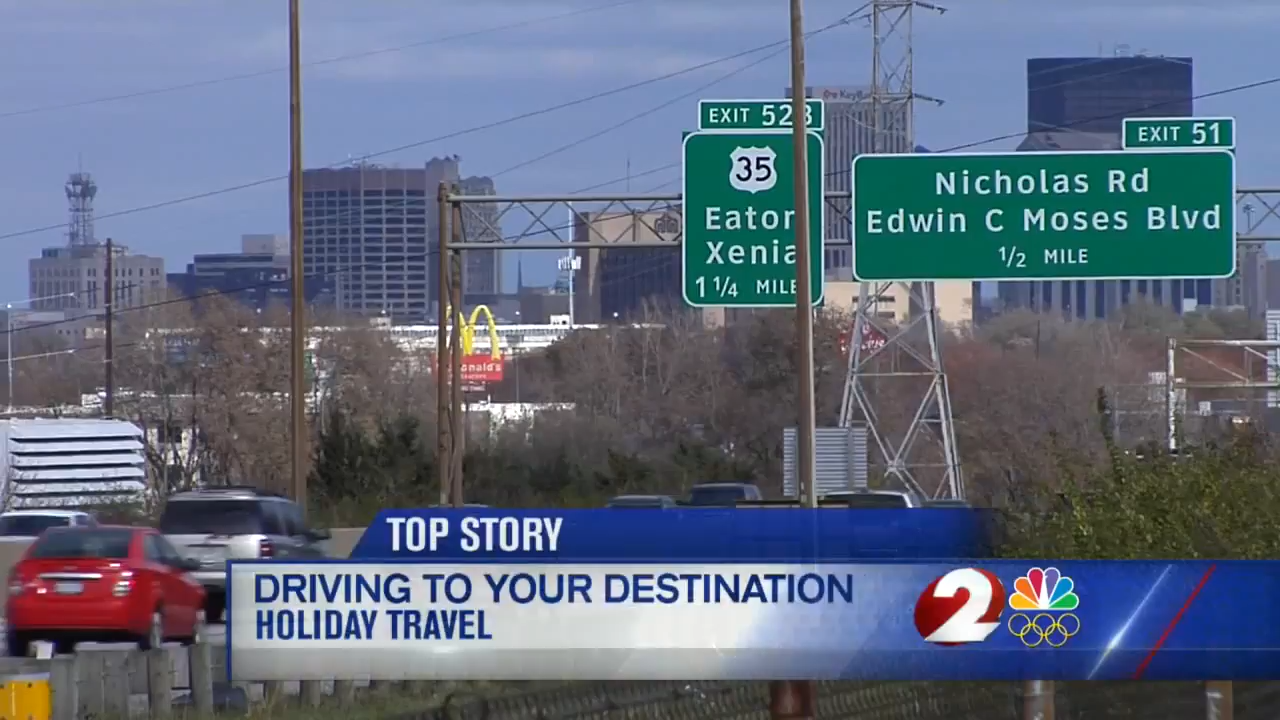 EXIT 52B
35
Eaton
Xenia
1 1/4 MILE
EXIT 51
Nicholas Rd
Edwin C Moses Blvd
1/2 MILE
TOP STORY
DRIVING TO YOUR DESTINATION
HOLIDAY TRAVEL
2